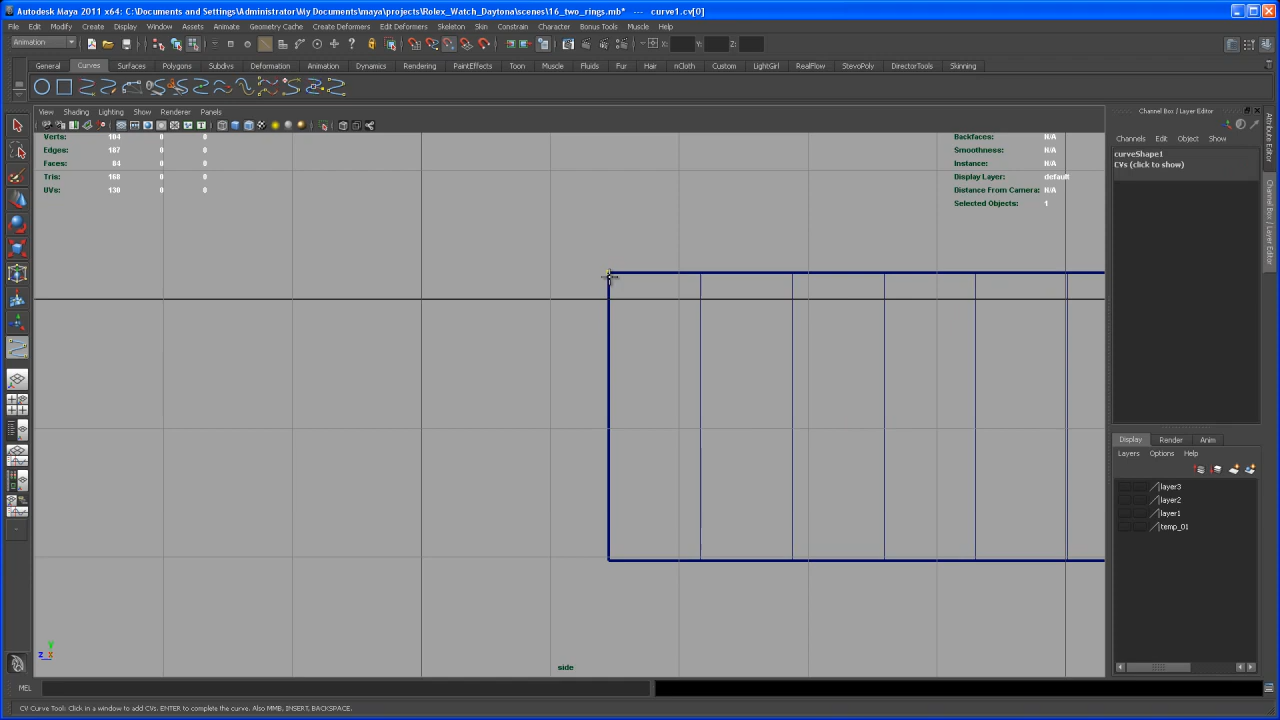 Autodesk Maya 2011 x64: C:\Documents and Settings\Administrator\My Documents\maya\projects\Rolex_Watch_Daytona\scenes\16_two_rings.mb* --- curve1.cv[0]
File Edit Modify Create Display Window Assets Animate Geometry Cache Create Deformers Edit Deformers Skeleton Skin Constrain Character Bonus Tools Muscle Help
Animation X: Y: Z:
General Curves Surfaces Polygons Subdivs Deformation Animation Dynamics Rendering PaintEffects Toon Muscle Fluids Fur Hair nCloth Custom LightGirl RealFlow StevoPoly DirectorTools Skinning
View Shading Lighting Show Renderer Panels
Channel Box / Layer Editor
Channels Edit Object Show
curveShape1
CVs (click to show)
Attribute Editor
Channel Box / Layer Editor
Verts: 104 0 0
Edges: 187 0 0
Faces: 84 0 0
Tris: 168 0 0
UVs: 130 0 0
Backfaces: N/A
Smoothness: N/A
Instance: N/A
Display Layer: default
Distance From Camera: N/A
Selected Objects: 1
Display Render Anim
Layers Options Help
layer3
layer2
layer1
temp_01
y
z x
side
MEL
CV Curve Tool: Click in a window to add CVs. ENTER to complete the curve. Also MMB, INSERT, BACKSPACE.